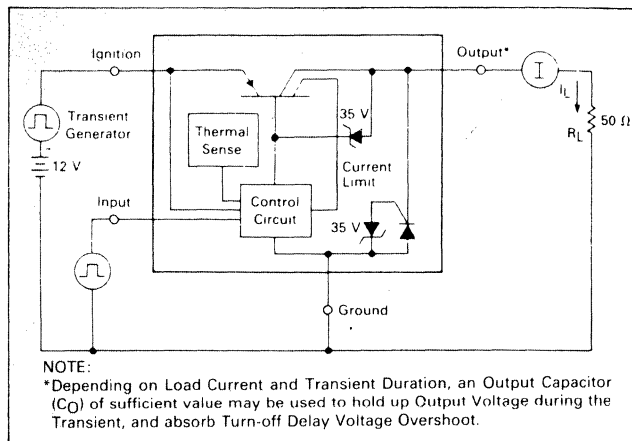 Ignition
Output*
I
Transient
Generator
Thermal
Sense
35 V
Current
Limit
I_L
R_L
50 Ω
12 V
Input
Control
Circuit
35 V
Ground
NOTE:
*Depending on Load Current and Transient Duration, an Output Capacitor
(C_O) of sufficient value may be used to hold up Output Voltage during the
Transient, and absorb Turn-off Delay Voltage Overshoot.